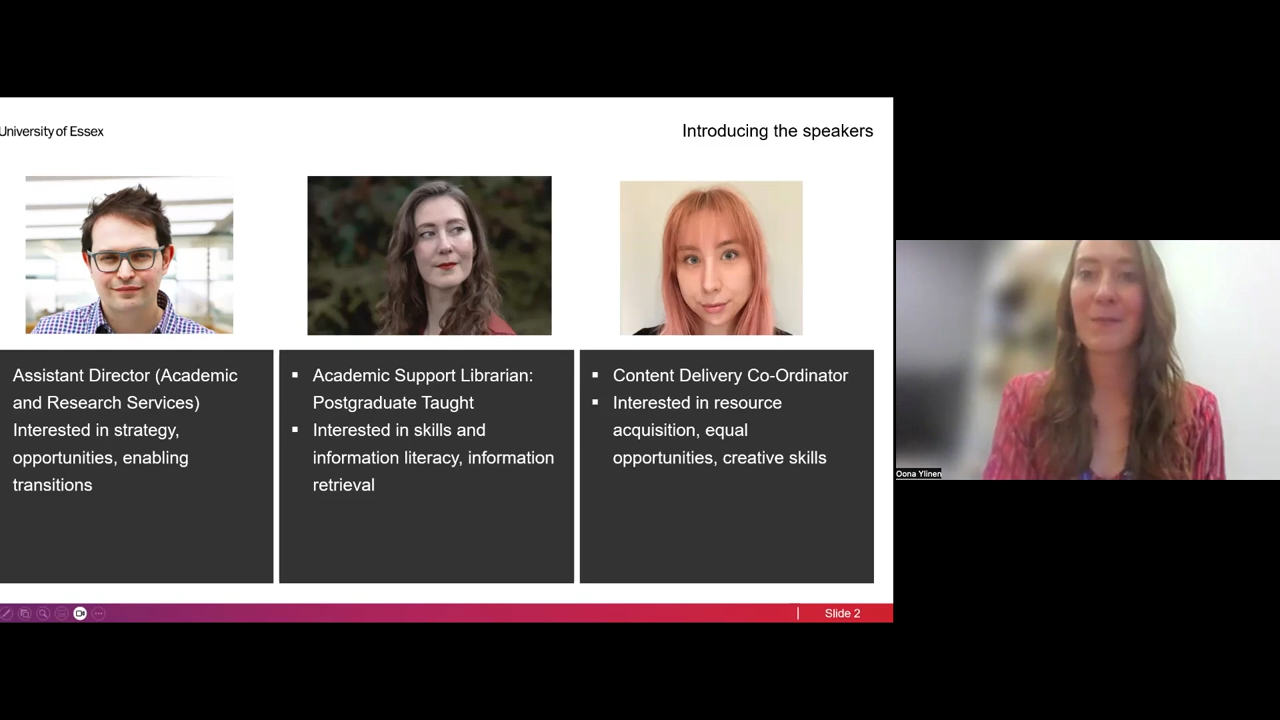 University of Essex
Introducing the speakers
Assistant Director (Academic
and Research Services)
Interested in strategy,
opportunities, enabling
transitions
▪ Academic Support Librarian:
Postgraduate Taught
▪ Interested in skills and
information literacy, information
retrieval
▪ Content Delivery Co-Ordinator
▪ Interested in resource
acquisition, equal
opportunities, creative skills
Oona Ylinen
Slide 2